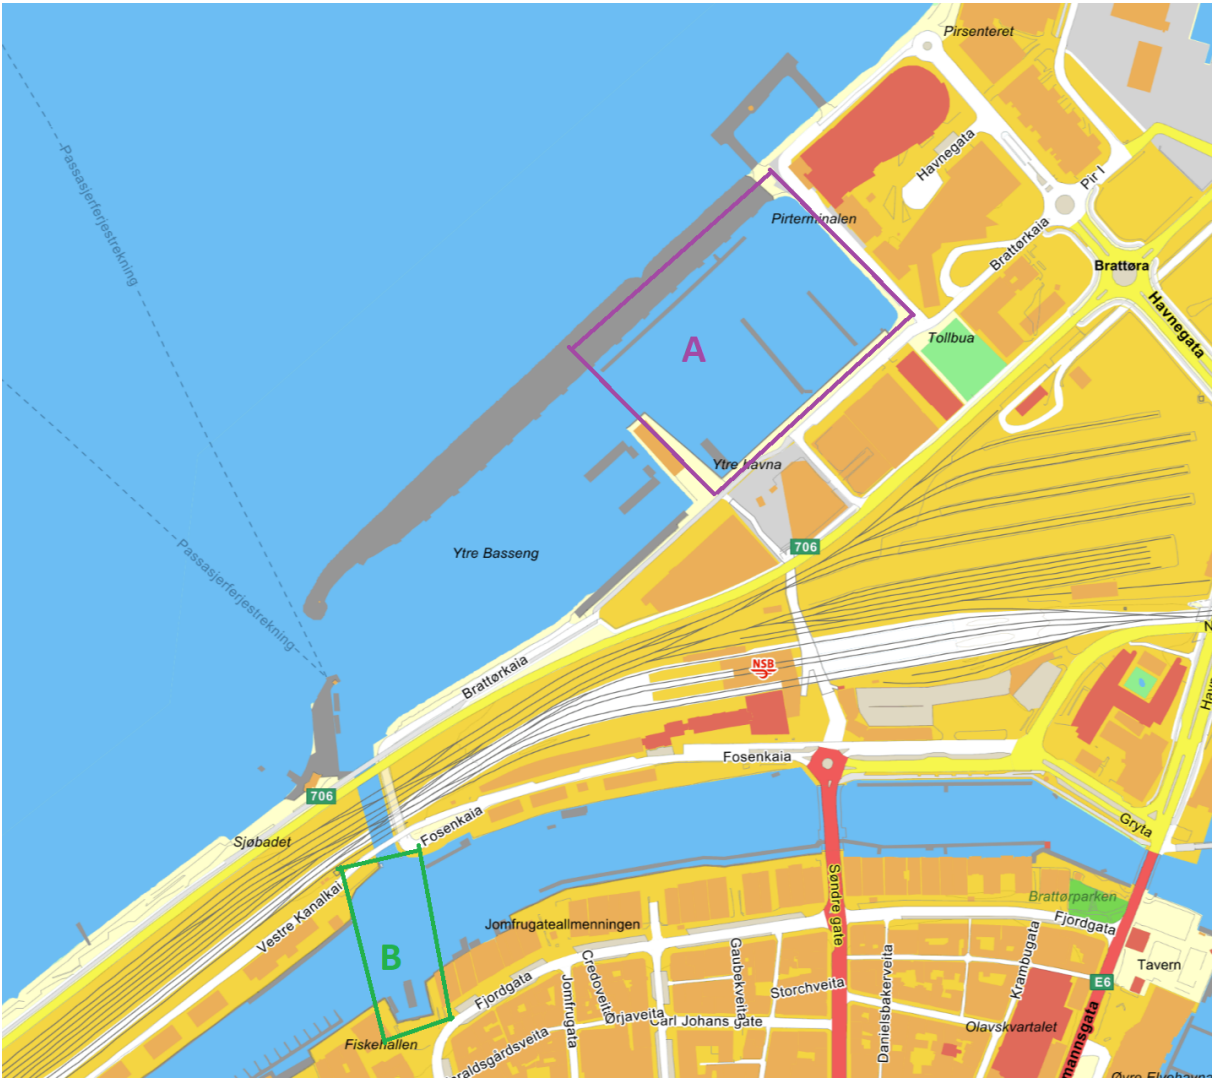 Pirsenteret
Havnegata
Pir I
Passasjerferjestrekning
Pirterminalen
Brattørkaia
Brattøra
Havnegata
Tollbua
A
Ytre havna
Ytre Basseng
706
Passasjerferjestrekning
Brattørkaia
NSB
N
Fosenkaia
706
Gryta
Sjøbadet
Fosenkaia
Vestre Kanalkai
Søndre gate
Brattørparken
Fjordgata
Jomfrugateallmenningen
B
Tavern
E6
Fjordgata
Credoveita
Jomfrugata
Gaubekveita
Storchveita
Danielsbakerveita
Krambugata
Ørjaveita
Carl Johans gate
Olavskvartalet
Fiskehallen
raldsgårdsveita
mannsgata